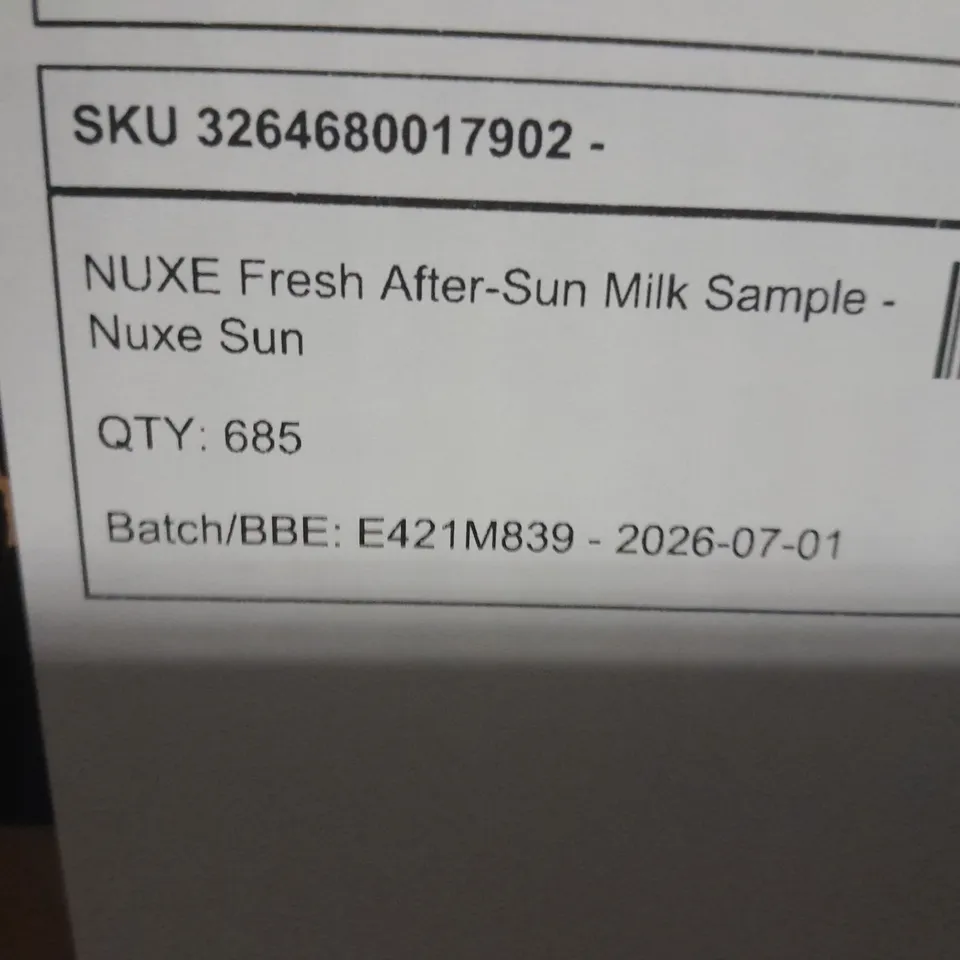 SKU 3264680017902 -
NUXE Fresh After-Sun Milk Sample -
Nuxe Sun
QTY: 685
Batch/BBE: E421M839 - 2026-07-01